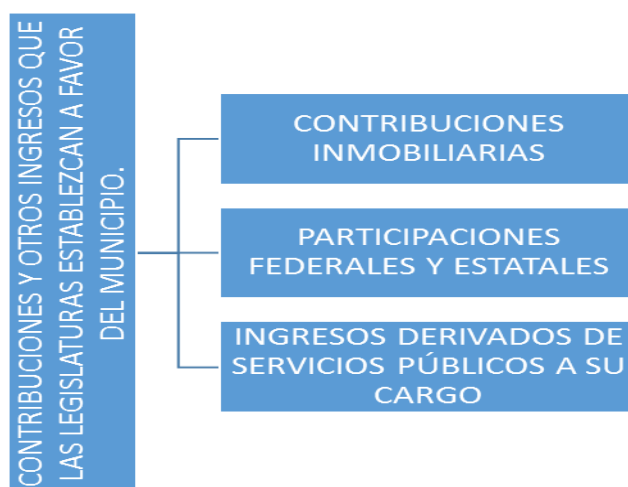 CONTRIBUCIONES Y OTROS INGRESOS QUE
LAS LEGISLATURAS ESTABLEZCAN A FAVOR
DEL MUNICIPIO.
CONTRIBUCIONES
INMOBILIARIAS
PARTICIPACIONES
FEDERALES Y ESTATALES
INGRESOS DERIVADOS DE
SERVICIOS PÚBLICOS A SU
CARGO